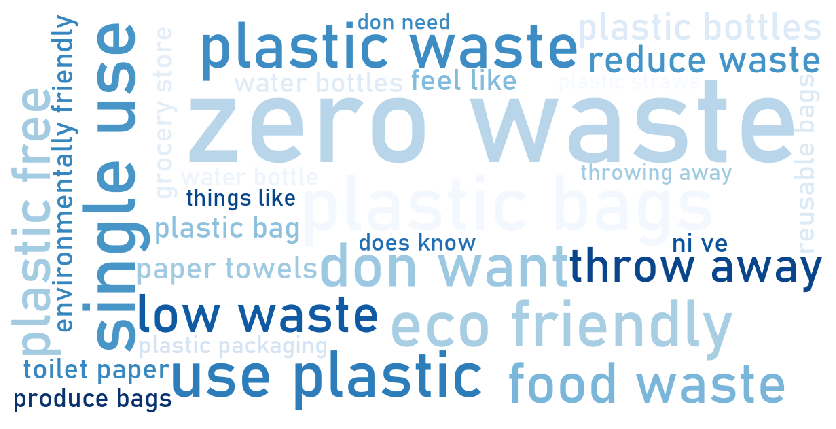 don need
plastic bottles
plastic waste
reduce waste
water bottles
feel like
plastic straws
zero waste
environmentally friendly
plastic free
single use
grocery store
reusable bags
water bottle
throwing away
things like
plastic bags
plastic bag
does know
ni ve
paper towels
don want
throw away
low waste
eco friendly
plastic packaging
toilet paper
use plastic
food waste
produce bags